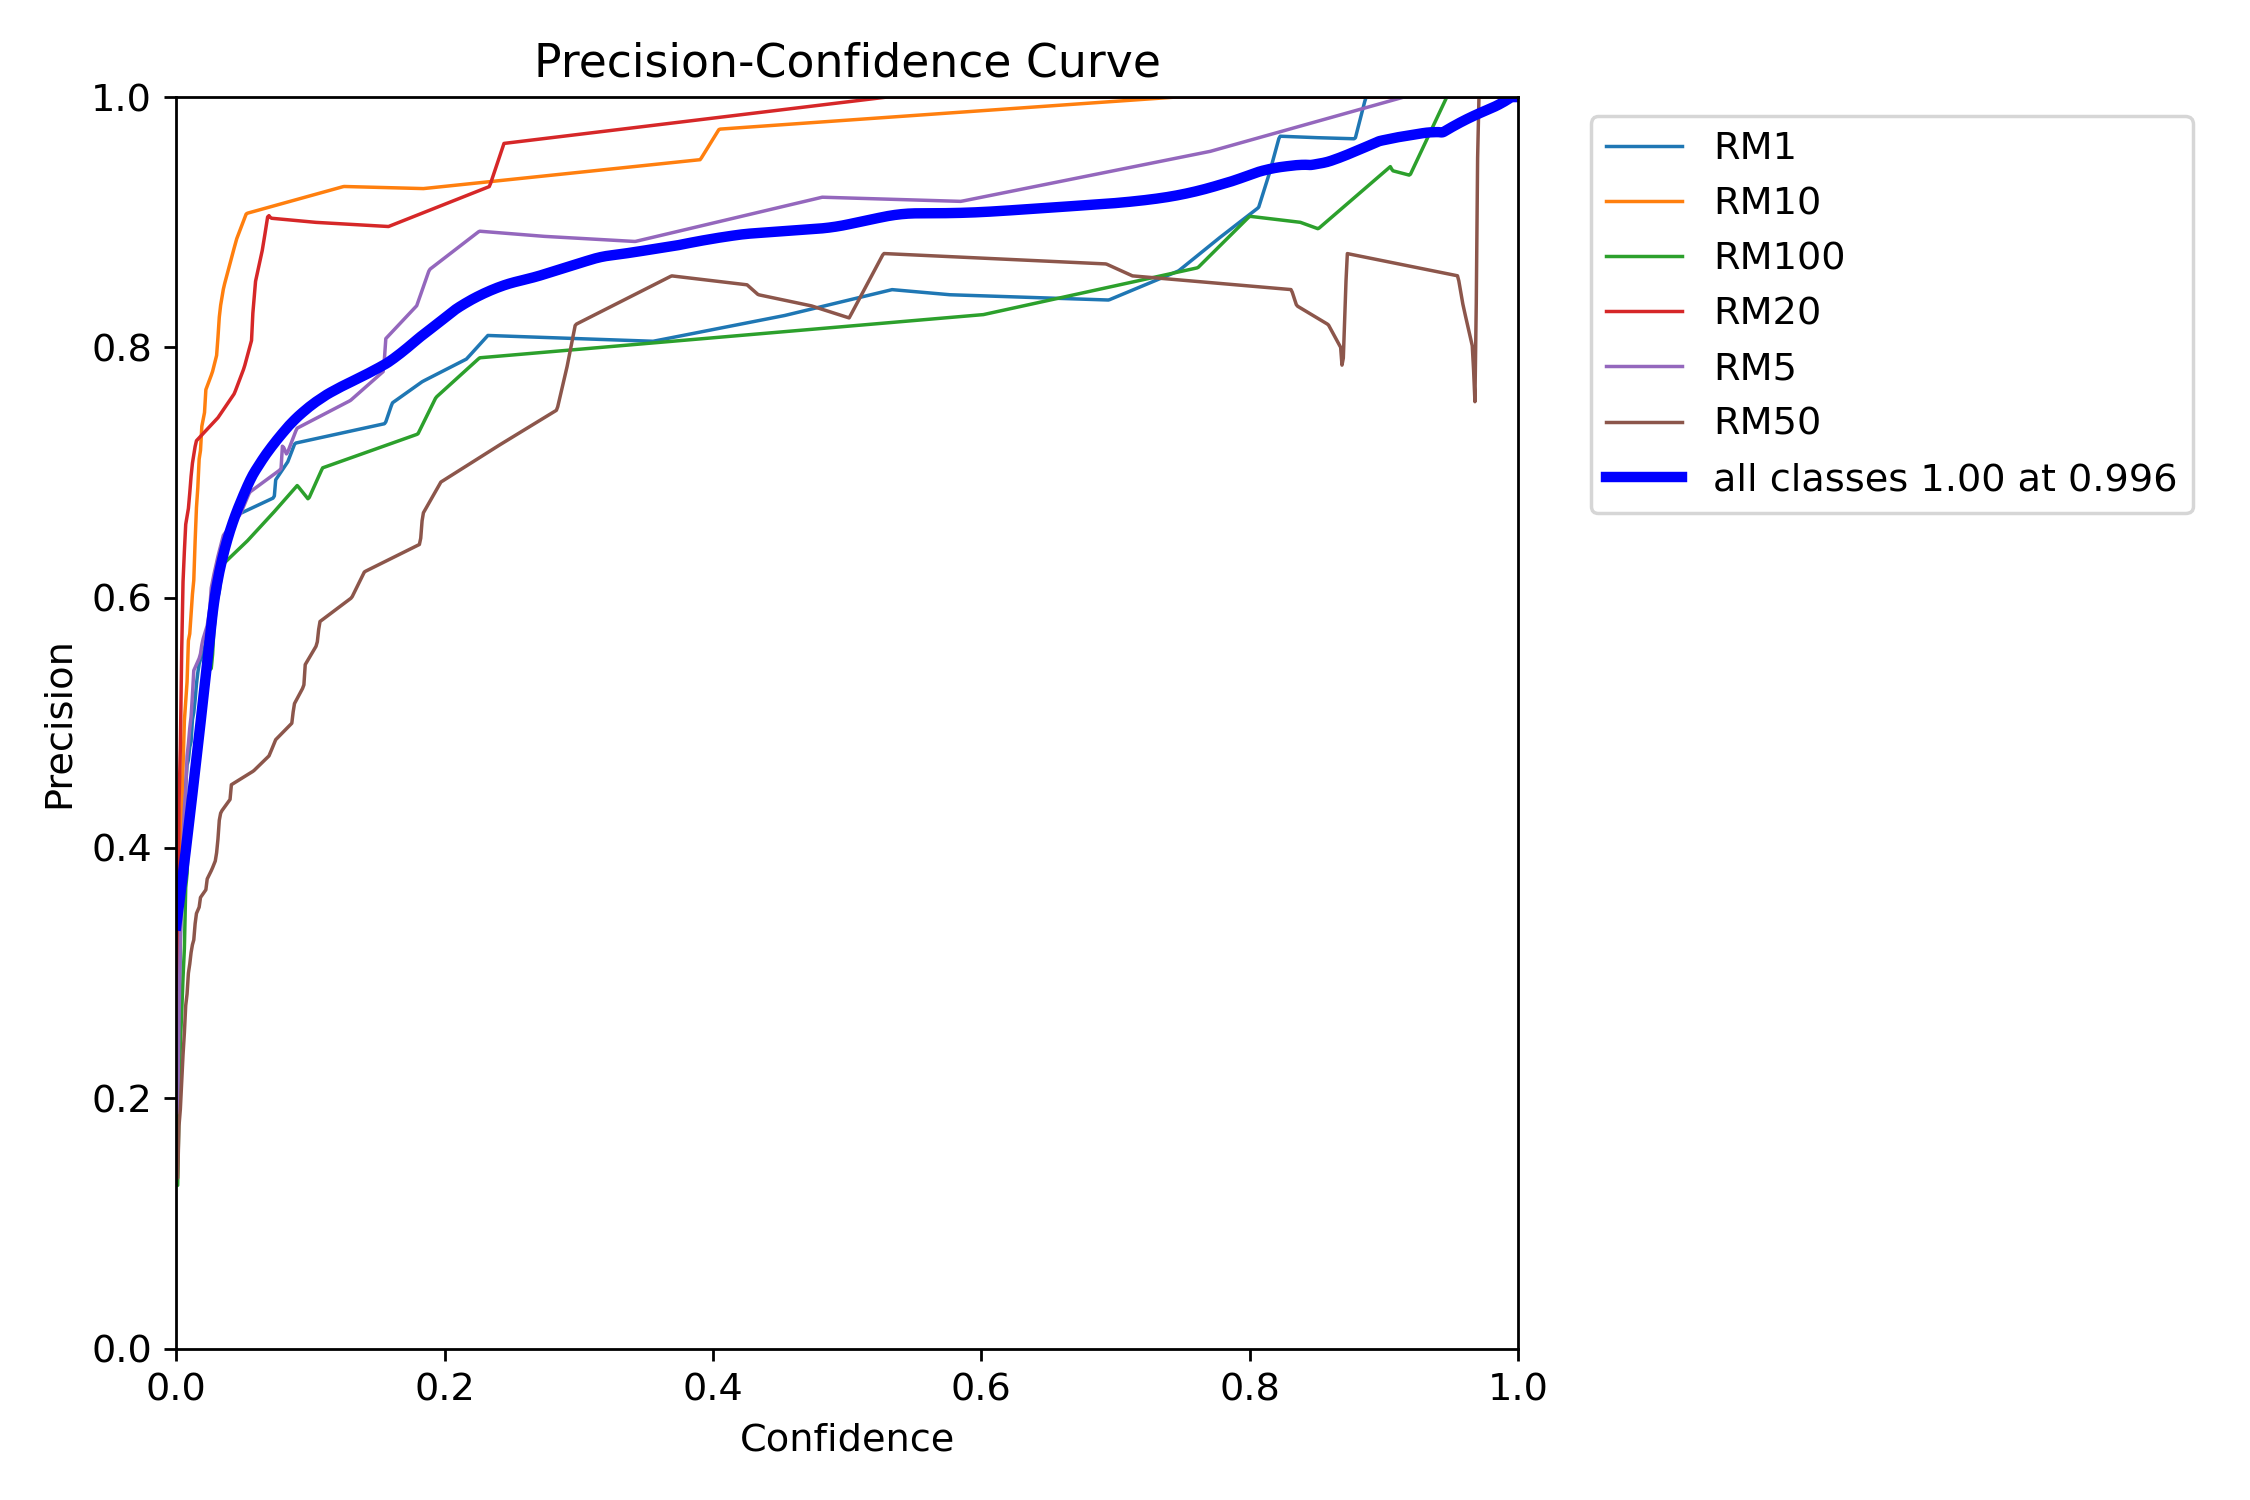 Precision-Confidence Curve
1.0
0.8
0.6
0.4
0.2
0.0
Precision
0.0 0.2 0.4 0.6 0.8 1.0
Confidence
RM1
RM10
RM100
RM20
RM5
RM50
all classes 1.00 at 0.996